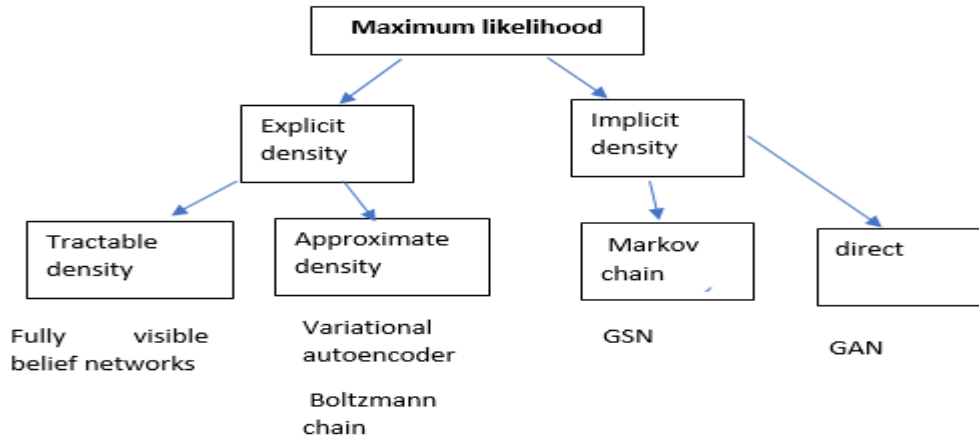 Maximum likelihood
Explicit
density
Implicit
density
Tractable
density
Approximate
density
Markov
chain
direct
Fully visible
belief networks
Variational
autoencoder
Boltzmann
chain
GSN
GAN